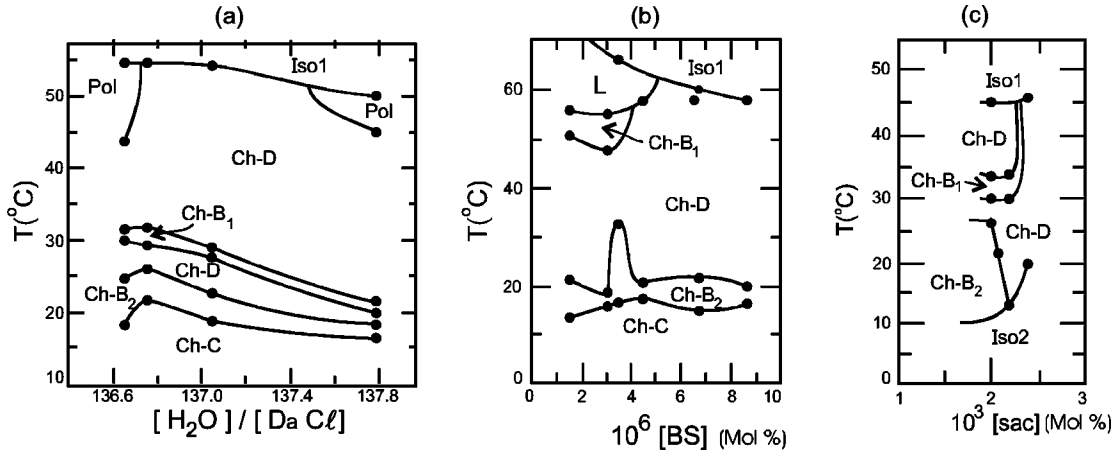 (a)
Pol
Iso1
Pol
Ch-D
Ch-B1
Ch-D
Ch-B2
Ch-C
T(°C)
50
40
30
20
10
136.6 137.0 137.4 137.8
[ H2O ] / [ Da Cℓ]
(b)
L
Iso1
Ch-B1
Ch-D
Ch-B2
Ch-C
T(°C)
60
40
20
0
0 2 4 6 8 10
10^6 [BS] (Mol %)
(c)
Iso1
Ch-D
Ch-B1
Ch-D
Ch-B2
Iso2
T(°C)
50
40
30
20
10
0
1 2 3
10^3 [sac] (Mol %)